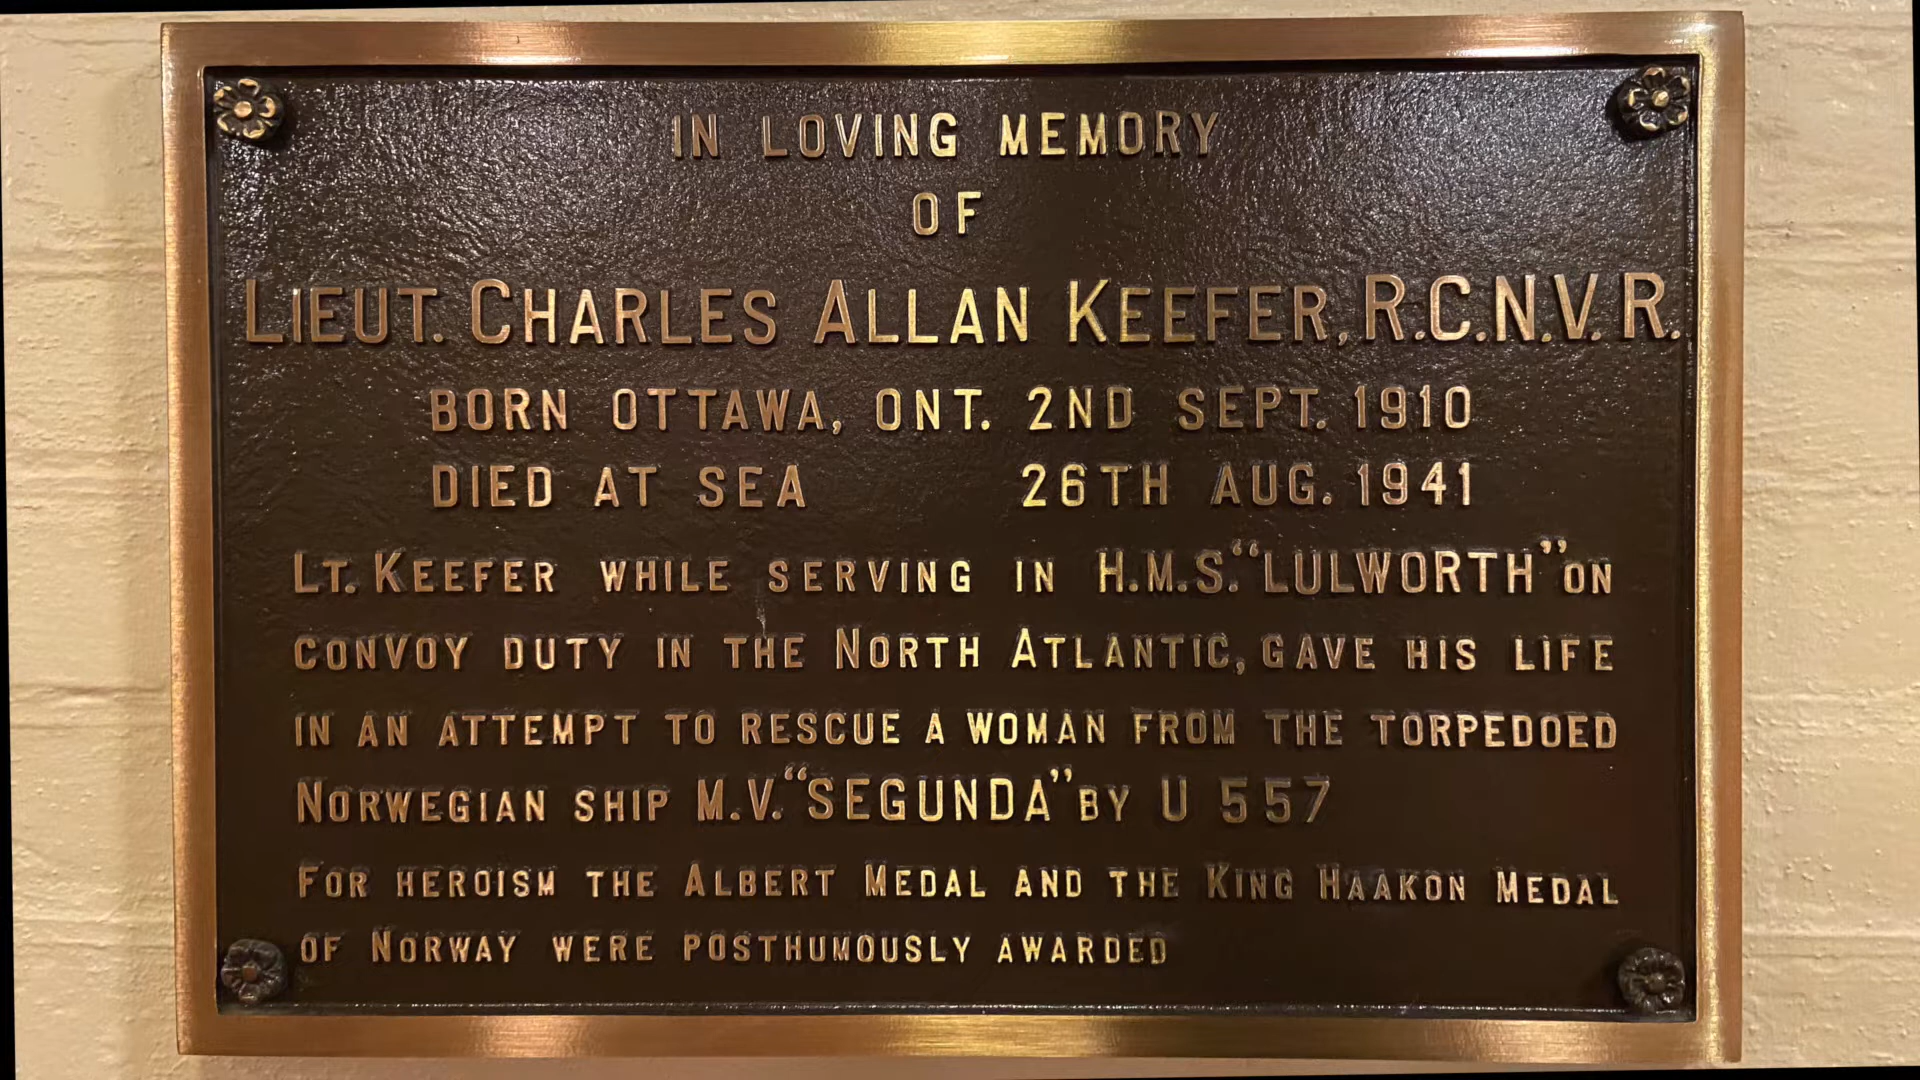 IN LOVING MEMORY
OF
LIEUT. CHARLES ALLAN KEEFER, R.C.N.V.R.
BORN OTTAWA, ONT. 2ND SEPT. 1910
DIED AT SEA 26TH AUG. 1941
LT. KEEFER WHILE SERVING IN H.M.S. “LULWORTH” ON
CONVOY DUTY IN THE NORTH ATLANTIC, GAVE HIS LIFE
IN AN ATTEMPT TO RESCUE A WOMAN FROM THE TORPEDOED
NORWEGIAN SHIP M.V. “SEGUNDA” BY U 557
FOR HEROISM THE ALBERT MEDAL AND THE KING HAAKON MEDAL
OF NORWAY WERE POSTHUMOUSLY AWARDED